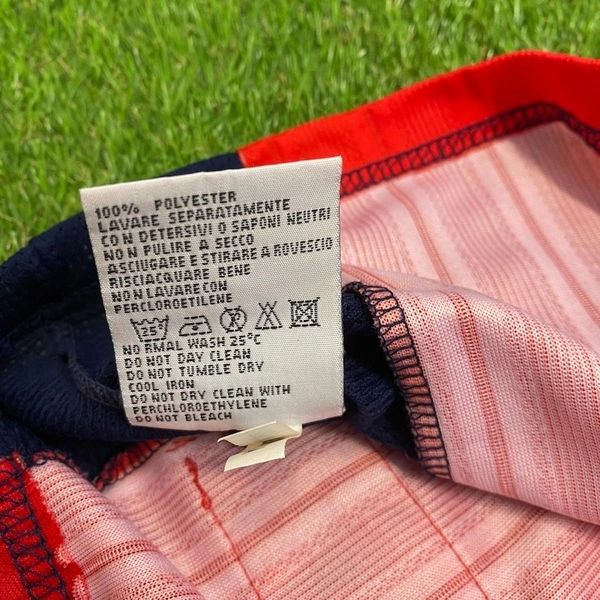 100% POLYESTER
LAVARE SEPARATAMENTE
CON DETERSIVI O SAPONI NEUTRI
NON PULIRE A SECCO
ASCIUGARE E STIRARE A ROVESCIO
RISCIACQUARE BENE
NON LAVARE CON
PERCLOROETILENE
25°
NORMAL WASH 25°C
DO NOT DAY CLEAN
DO NOT TUMBLE DRY
COOL IRON
DO NOT DRY CLEAN WITH
PERCHLOROETHYLENE
DO NOT BLEACH